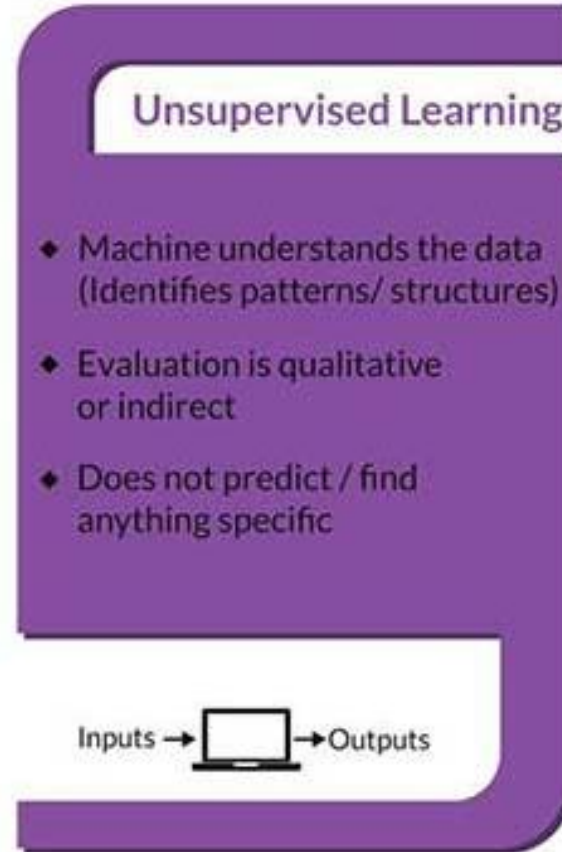 Unsupervised Learning
◆ Machine understands the data
(Identifies patterns/ structures)
◆ Evaluation is qualitative
or indirect
◆ Does not predict / find
anything specific
Inputs → → Outputs